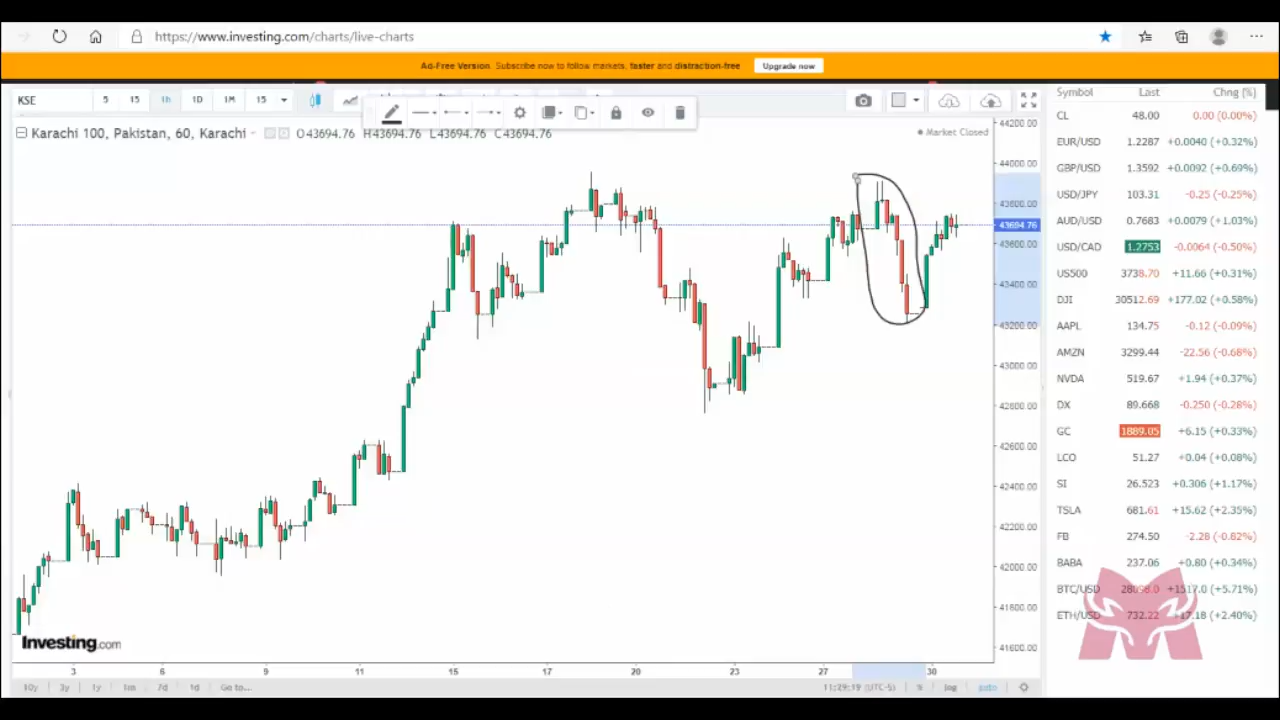 https://www.investing.com/charts/live-charts
Ad-Free Version. Subscribe now to follow markets, faster and distraction-free Upgrade now
KSE 5 15 1h 1D 1M 15
Symbol Last Chng (%)
Karachi 100, Pakistan, 60, Karachi O43694.76 H43694.76 L43694.76 C43694.76
Market Closed
44200.00
44000.00
43800.00
43694.76
43600.00
43400.00
43200.00
43000.00
42800.00
42600.00
42400.00
42200.00
42000.00
41800.00
41600.00
CL 48.00 0.00 (0.00%)
EUR/USD 1.2287 +0.0040 (+0.32%)
GBP/USD 1.3592 +0.0092 (+0.69%)
USD/JPY 103.31 -0.25 (-0.25%)
AUD/USD 0.7683 +0.0079 (+1.03%)
USD/CAD 1.2753 -0.0064 (-0.50%)
US500 3738.70 +11.66 (+0.31%)
DJI 30512.69 +177.02 (+0.58%)
AAPL 134.75 -0.12 (-0.09%)
AMZN 3299.44 -22.56 (-0.68%)
NVDA 519.67 +1.94 (+0.37%)
DX 89.668 -0.250 (-0.28%)
GC 1889.05 +6.15 (+0.33%)
LCO 51.27 +0.04 (+0.08%)
SI 26.523 +0.306 (+1.17%)
TSLA 681.61 +15.62 (+2.35%)
FB 274.50 -2.28 (-0.82%)
BABA 237.06 +0.80 (+0.34%)
BTC/USD +1517.0 (+5.71%)
ETH/USD 732.22 +17.18 (+2.40%)
Investing.com
3 6 9 11 15 17 20 23 27 30
10y 3y 1y 1m 7d 1d Go to... 11:29:19 (UTC-5) % log auto